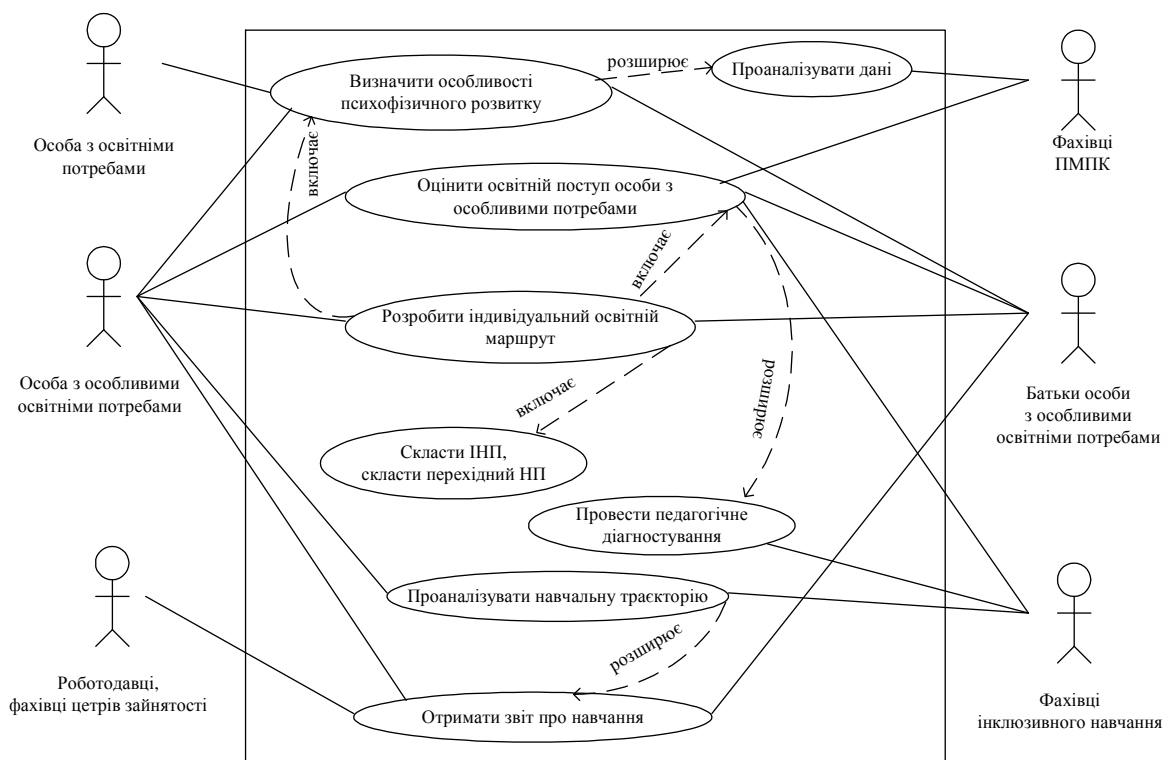 розширює
Проаналізувати дані
Визначити особливості
психофізичного розвитку
Особа з освітніми
потребами
Фахівці
ПМПК
включає
Оцінити освітній поступ особи з
особливими потребами
включає
Розробити індивідуальний освітній
маршрут
Особа з особливими
освітніми потребами
Батьки особи
з особливими
освітніми потребами
включає
розширює
Скласти ІНП,
скласти перехідний НП
Провести педагогічне
діагностування
Проаналізувати навчальну траєкторію
розширює
Роботодавці,
фахівці цетрів зайнятості
Отримати звіт про навчання
Фахівці
інклюзивного навчання